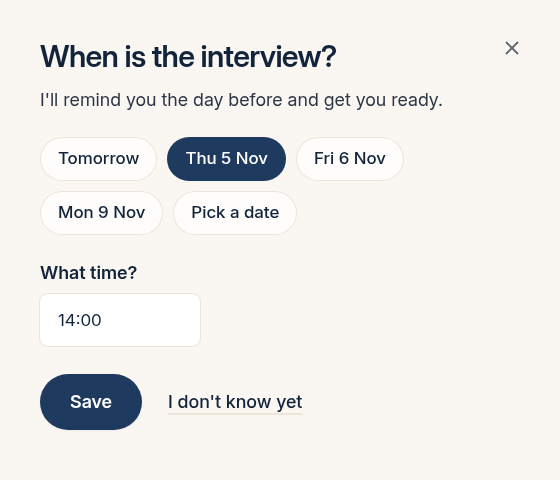 When is the interview?
I'll remind you the day before and get you ready.
Tomorrow Thu 5 Nov Fri 6 Nov
Mon 9 Nov Pick a date
What time?
14:00
Save I don't know yet